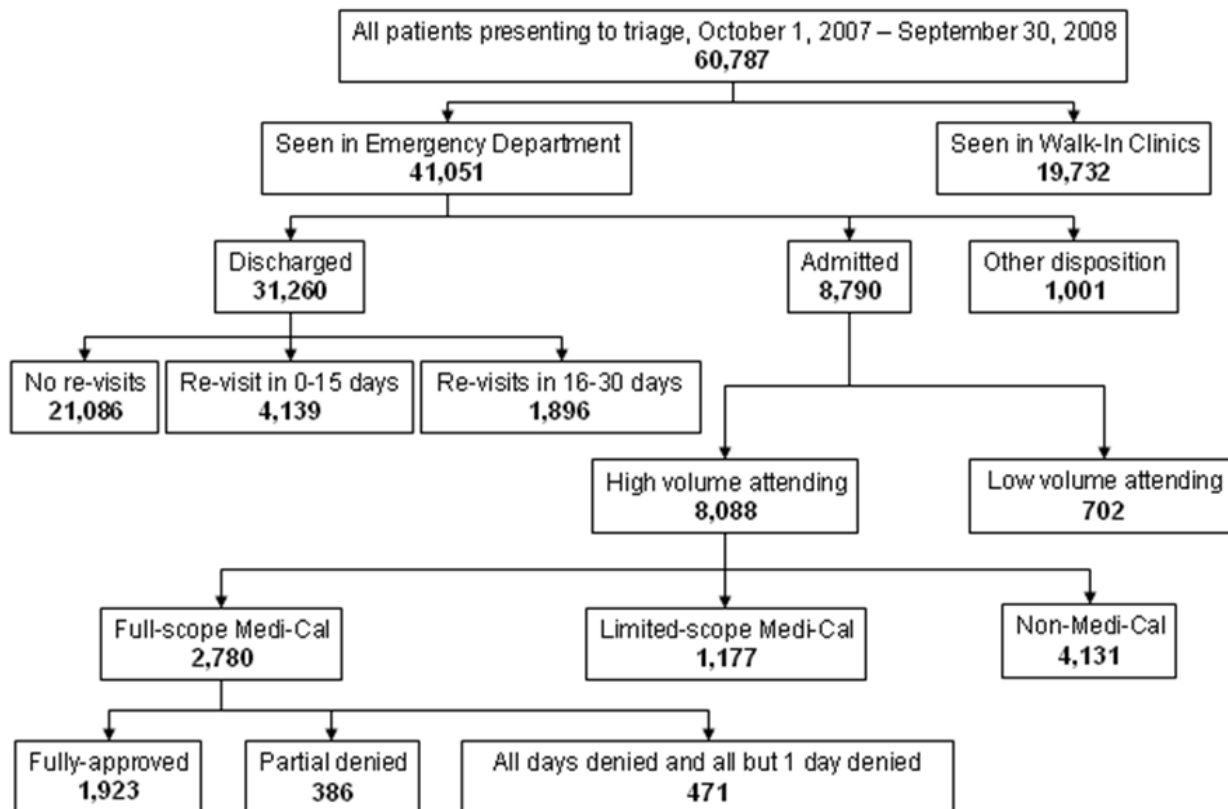 All patients presenting to triage, October 1, 2007 – September 30, 2008
60,787
Seen in Emergency Department
41,051
Seen in Walk-In Clinics
19,732
Discharged
31,260
Admitted
8,790
Other disposition
1,001
No re-visits
21,086
Re-visit in 0-15 days
4,139
Re-visits in 16-30 days
1,896
High volume attending
8,088
Low volume attending
702
Full-scope Medi-Cal
2,780
Limited-scope Medi-Cal
1,177
Non-Medi-Cal
4,131
Fully-approved
1,923
Partial denied
386
All days denied and all but 1 day denied
471